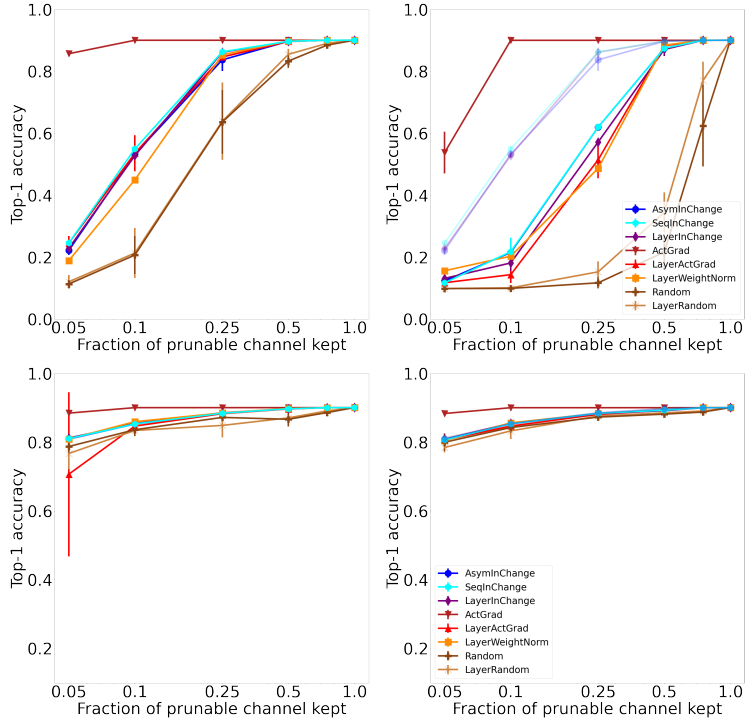 1.0
0.8
0.6
0.4
0.2
0.0
Top-1 accuracy
0.05
0.1
0.25
0.5
1.0
Fraction of prunable channel kept
1.0
0.8
0.6
0.4
0.2
0.0
Top-1 accuracy
AsymInChange
SeqInChange
LayerInChange
ActGrad
LayerActGrad
LayerWeightNorm
Random
LayerRandom
0.05
0.1
0.25
0.5
1.0
Fraction of prunable channel kept
1.0
0.8
0.6
0.4
0.2
Top-1 accuracy
0.05
0.1
0.25
0.5
1.0
Fraction of prunable channel kept
1.0
0.8
0.6
0.4
0.2
Top-1 accuracy
AsymInChange
SeqInChange
LayerInChange
ActGrad
LayerActGrad
LayerWeightNorm
Random
LayerRandom
0.05
0.1
0.25
0.5
1.0
Fraction of prunable channel kept